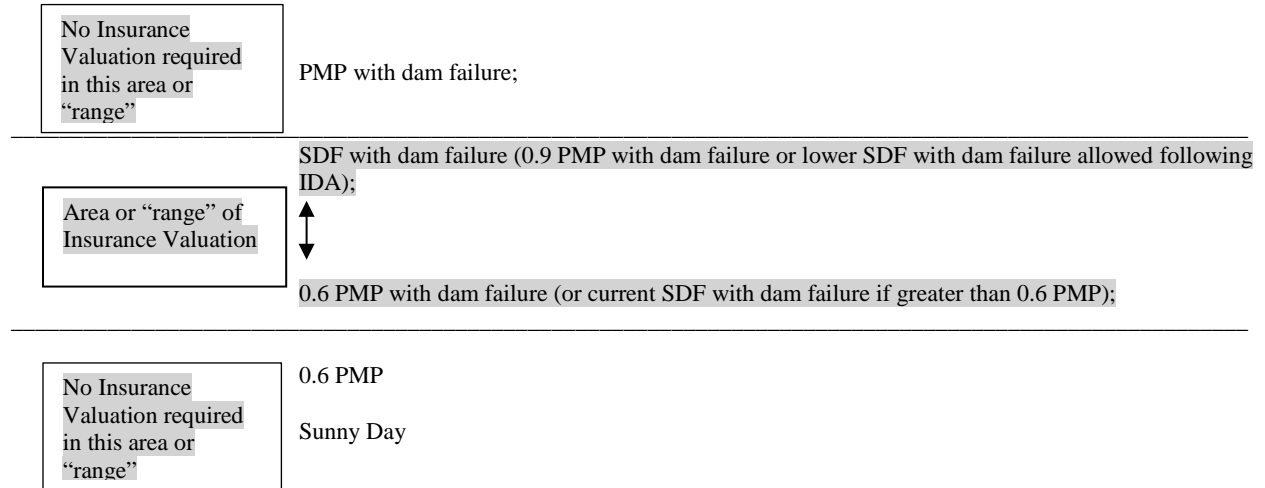 No Insurance
Valuation required
in this area or
“range”
PMP with dam failure;
SDF with dam failure (0.9 PMP with dam failure or lower SDF with dam failure allowed following
IDA);
Area or “range” of
Insurance Valuation
0.6 PMP with dam failure (or current SDF with dam failure if greater than 0.6 PMP);
No Insurance
Valuation required
in this area or
“range”
0.6 PMP
Sunny Day